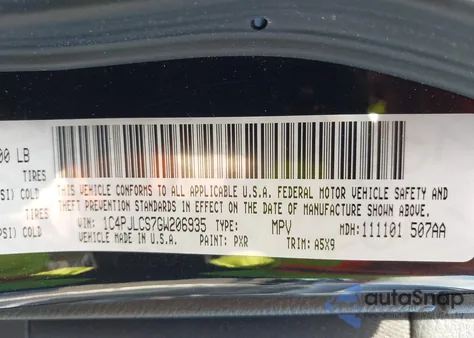 00 LB
TIRES
PSI) COLD
TIRES
PSI) COLD
THIS VEHICLE CONFORMS TO ALL APPLICABLE U.S.A. FEDERAL MOTOR VEHICLE SAFETY AND
THEFT PREVENTION STANDARDS IN EFFECT ON THE DATE OF MANUFACTURE SHOWN ABOVE.
VIN: 1C4PJLCS7GW206935 TYPE: MPV MDH: 111101 507AA
VEHICLE MADE IN U.S.A. PAINT: PXR TRIM: A5X9
autoSnap